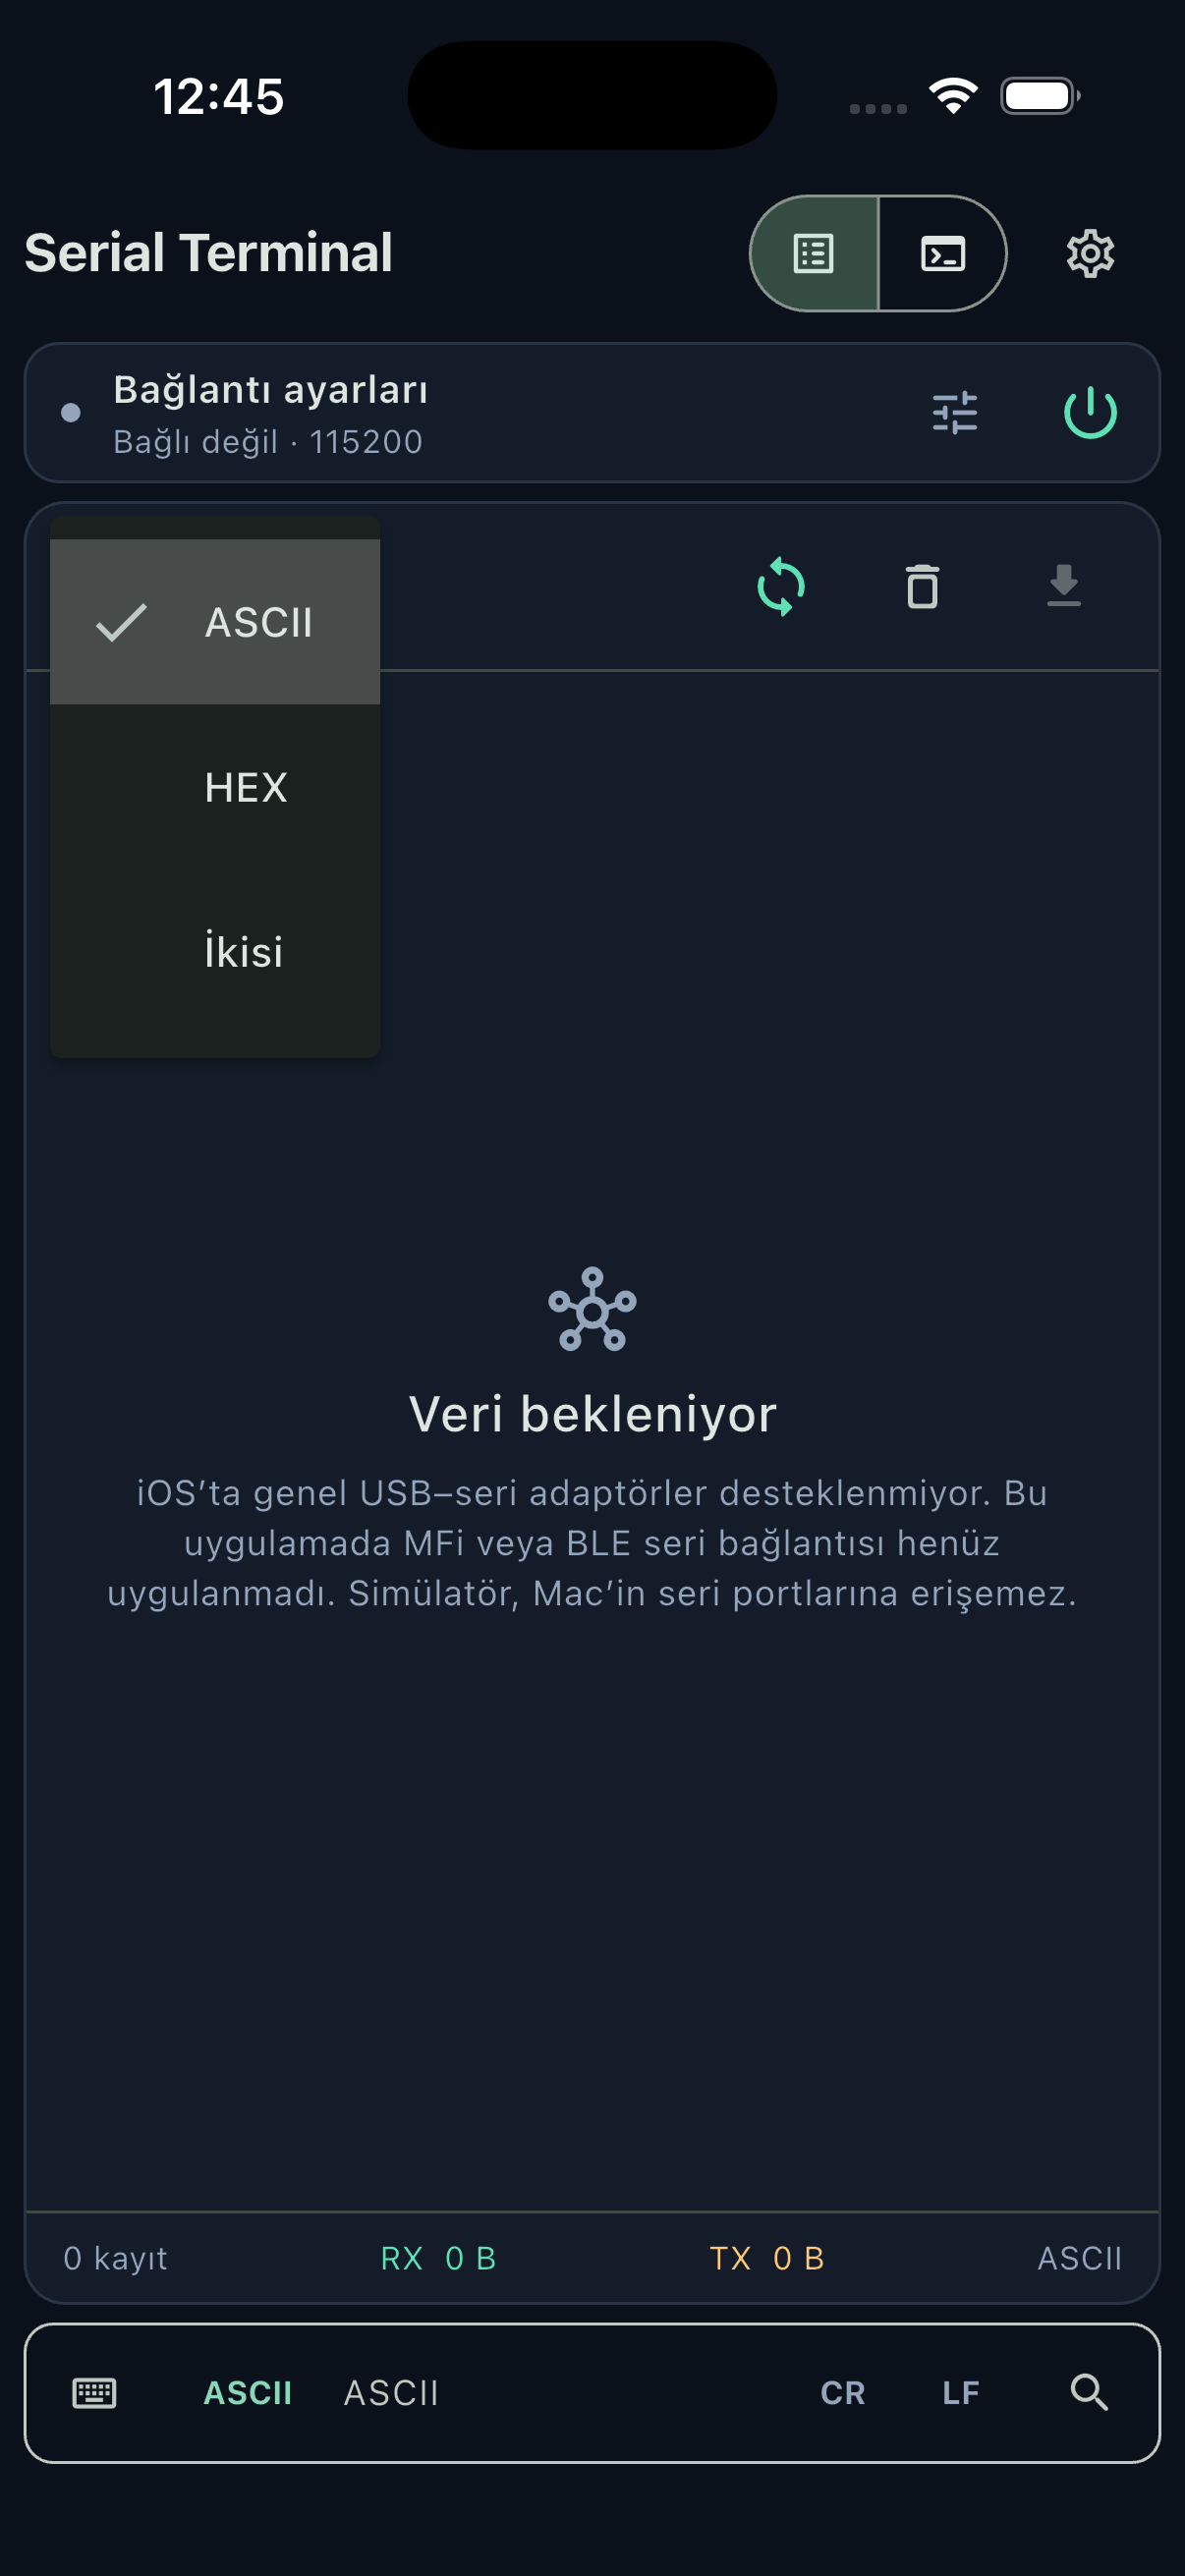 12:45
Serial Terminal
Bağlantı ayarları
Bağlı değil · 115200
ASCII
HEX
İkisi
Veri bekleniyor
iOS’ta genel USB–seri adaptörler desteklenmiyor. Bu
uygulamada MFi veya BLE seri bağlantısı henüz
uygulanmadı. Simülatör, Mac’in seri portlarına erişemez.
0 kayıt RX 0 B TX 0 B ASCII
ASCII ASCII CR LF